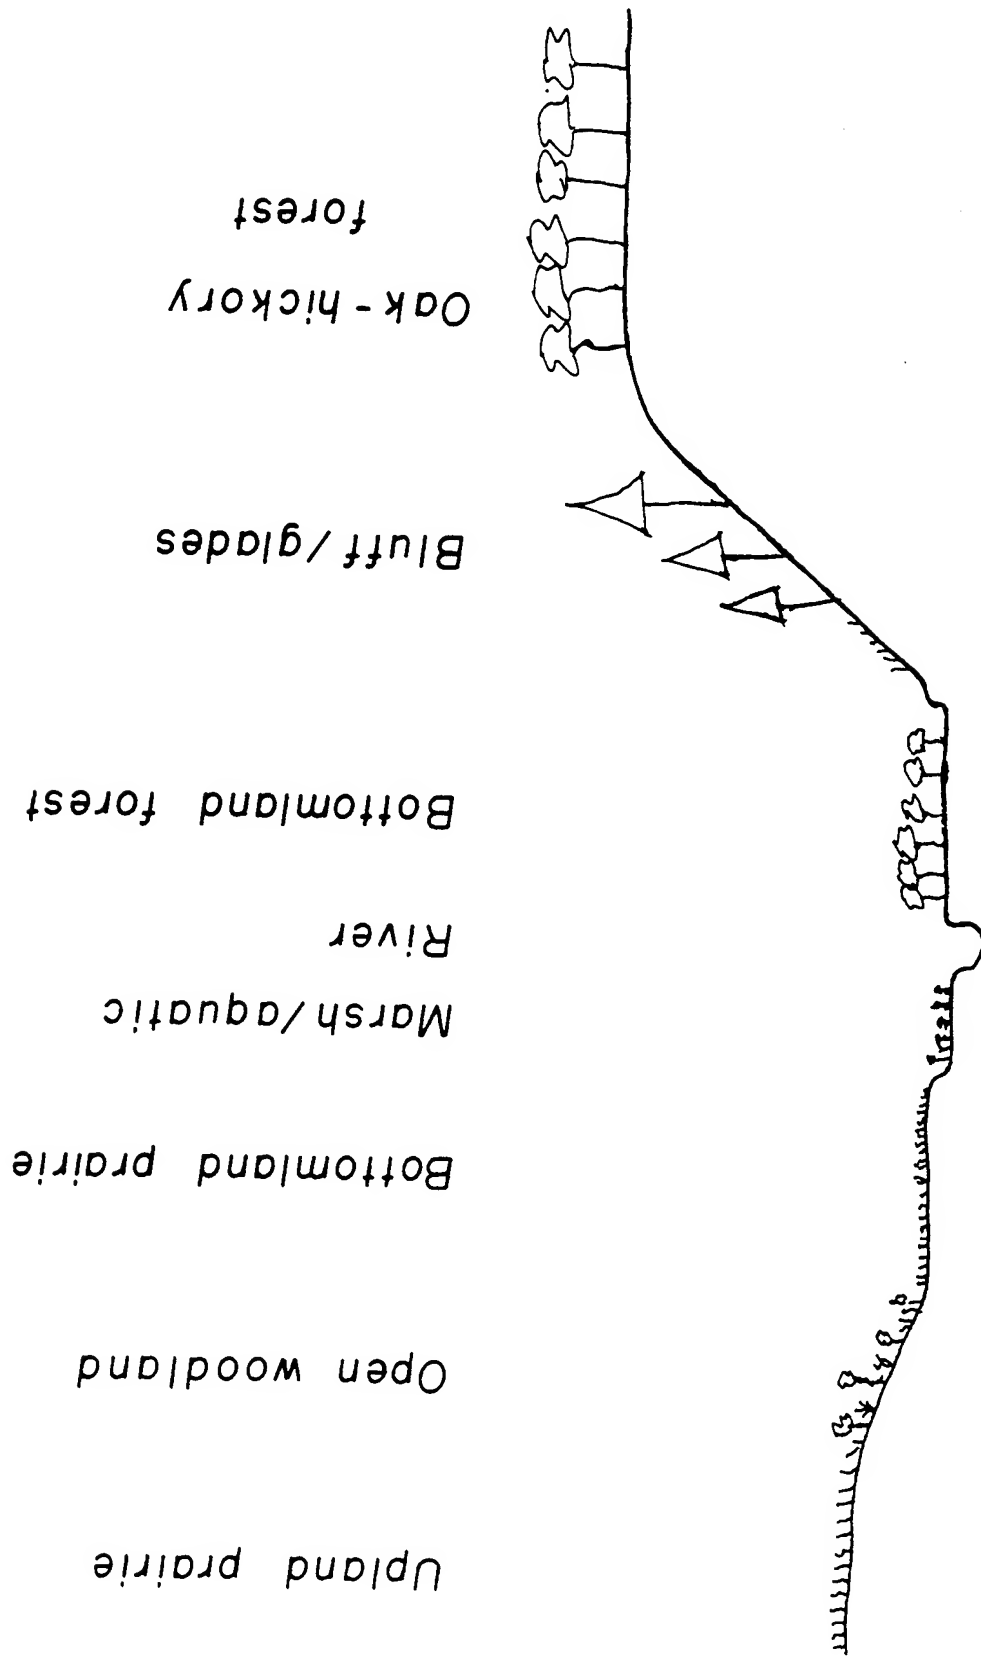 Upland prairie
Open woodland
Bottomland prairie
Marsh/aquatic
River
Bottomland forest
Bluff/glades
Oak-hickory
forest